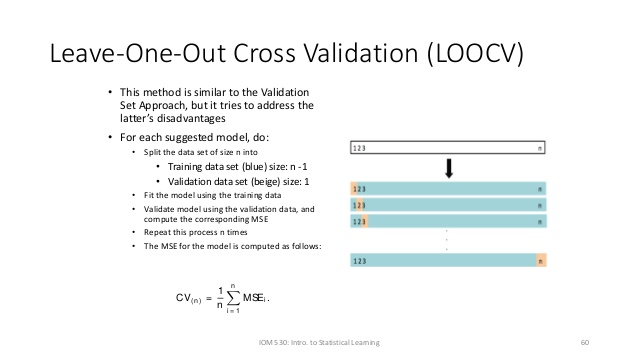 Leave-One-Out Cross Validation (LOOCV)
• This method is similar to the Validation
Set Approach, but it tries to address the
latter's disadvantages
• For each suggested model, do:
• Split the data set of size n into
• Training data set (blue) size: n -1
• Validation data set (beige) size: 1
• Fit the model using the training data
• Validate model using the validation data, and
compute the corresponding MSE
• Repeat this process n times
• The MSE for the model is computed as follows:
CV(n) = 1/n ∑ i=1 n MSEi.
123 n
123 n
123 n
123 n
123 n
IOM 530: Intro. to Statistical Learning
60